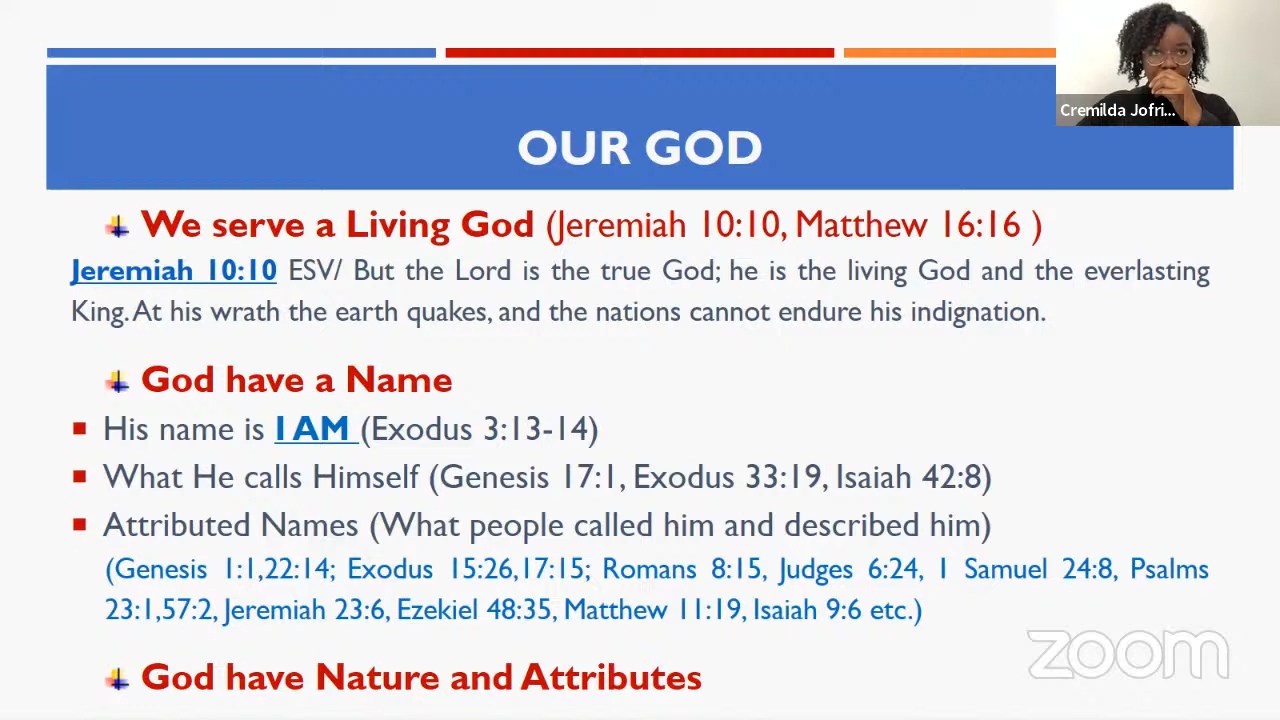 Cremilda Jofri...
OUR GOD
We serve a Living God (Jeremiah 10:10, Matthew 16:16 )
Jeremiah 10:10 ESV/ But the Lord is the true God; he is the living God and the everlasting
King. At his wrath the earth quakes, and the nations cannot endure his indignation.
God have a Name
His name is I AM (Exodus 3:13-14)
What He calls Himself (Genesis 17:1, Exodus 33:19, Isaiah 42:8)
Attributed Names (What people called him and described him)
(Genesis 1:1,22:14; Exodus 15:26,17:15; Romans 8:15, Judges 6:24, 1 Samuel 24:8, Psalms
23:1,57:2, Jeremiah 23:6, Ezekiel 48:35, Matthew 11:19, Isaiah 9:6 etc.)
God have Nature and Attributes
zoom